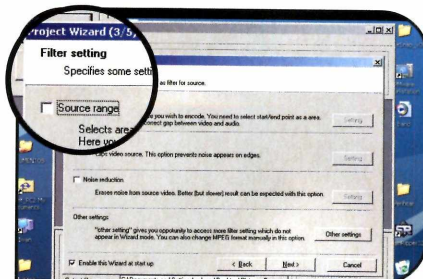 Project Wizard (3/5)
Filter setting
Specifies some setti
as filter for source.
Source range
Selects area
Here you
you wish to encode. You need to select start/end point as a area.
correct gap between video and audio.
Setting
video source. This option prevents noise appears on edges.
Setting
Noise reduction
Erases noise from source video. Better (but slower) result can be expected with this option.
Setting
Other settings
"other setting" gives you opportunity to access more filter setting which do not
appear in Wizard mode. You can also change MPEG format manually in this option.
Other settings
Enable this Wizard at start up
< Back
Next >
Cancel